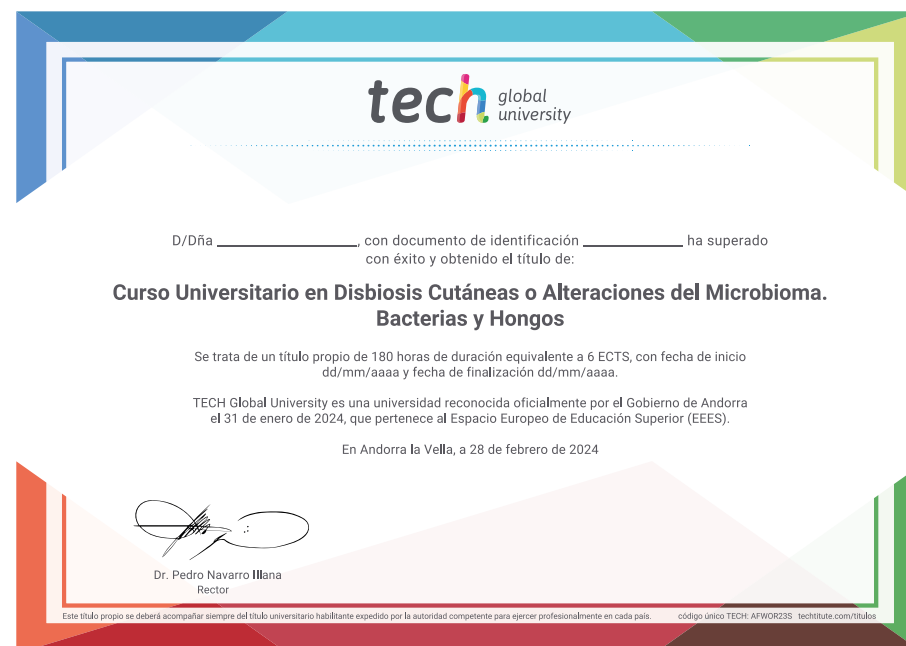 tech global university
D/Dña ____________________, con documento de identificación ______________ ha superado
con éxito y obtenido el título de:
Curso Universitario en Disbiosis Cutáneas o Alteraciones del Microbioma.
Bacterias y Hongos
Se trata de un título propio de 180 horas de duración equivalente a 6 ECTS, con fecha de inicio
dd/mm/aaaa y fecha de finalización dd/mm/aaaa.
TECH Global University es una universidad reconocida oficialmente por el Gobierno de Andorra
el 31 de enero de 2024, que pertenece al Espacio Europeo de Educación Superior (EEES).
En Andorra la Vella, a 28 de febrero de 2024
Dr. Pedro Navarro Illana
Rector
Este título propio se deberá acompañar siempre del título universitario habilitante expedido por la autoridad competente para ejercer profesionalmente en cada país. código único TECH: AFWOR23S techtitute.com/titulos